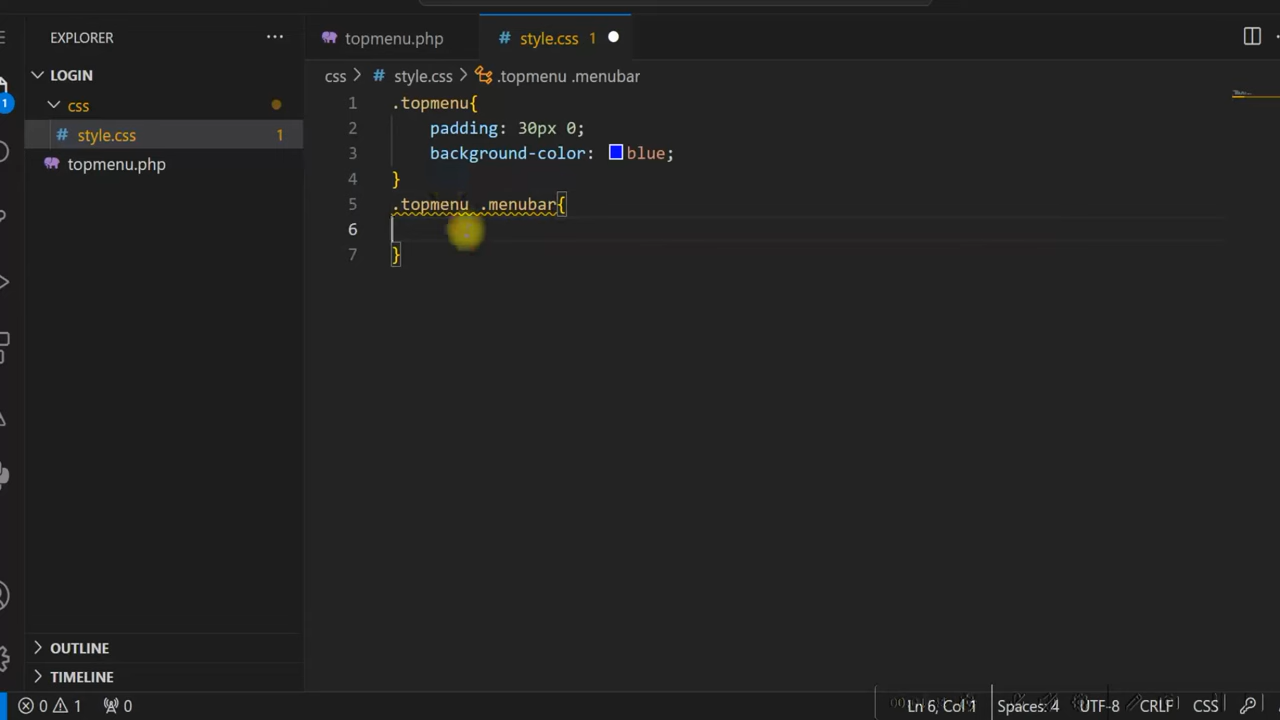 EXPLORER
LOGIN
css
style.css 1
topmenu.php
OUTLINE
TIMELINE
topmenu.php style.css 1
css > # style.css > .topmenu .menubar
1 .topmenu{
2 padding: 30px 0;
3 background-color: blue;
4 }
5 .topmenu .menubar{
6
7 }
1
0 1 0
Ln 6, Col 1 Spaces: 4 UTF-8 CRLF CSS